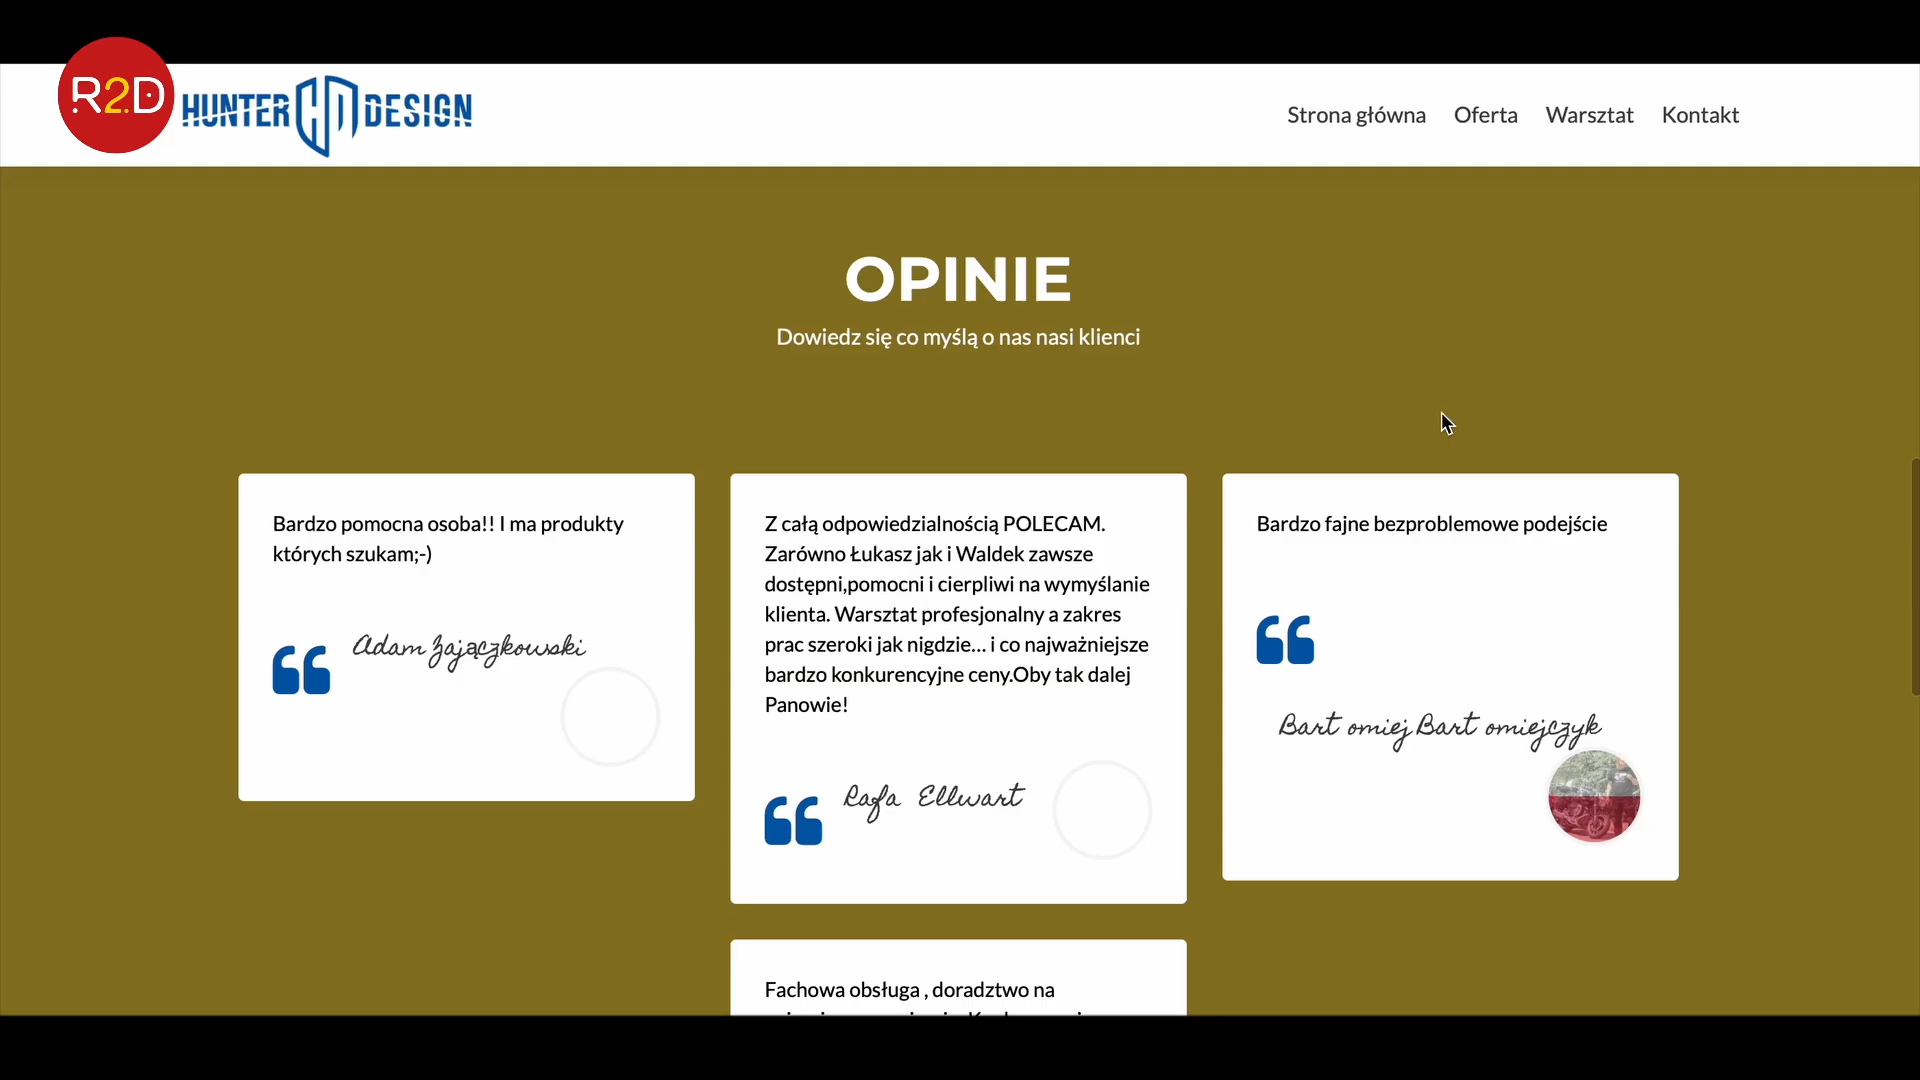 R2D
HUNTER HD DESIGN
Strona główna Oferta Warsztat Kontakt
OPINIE
Dowiedz się co myślą o nas nasi klienci
Bardzo pomocna osoba!! I ma produkty
których szukam;-)
Adam Zajączkowski
Z całą odpowiedzialnością POLECAM.
Zarówno Łukasz jak i Waldek zawsze
dostępni,pomocni i cierpliwi na wymyślanie
klienta. Warsztat profesjonalny a zakres
prac szeroki jak nigdzie... i co najważniejsze
bardzo konkurencyjne ceny.Oby tak dalej
Panowie!
Rafa Ellwart
Bardzo fajne bezproblemowe podejście
Bart omiej Bart omiejczyk
Fachowa obsługa , doradztwo na